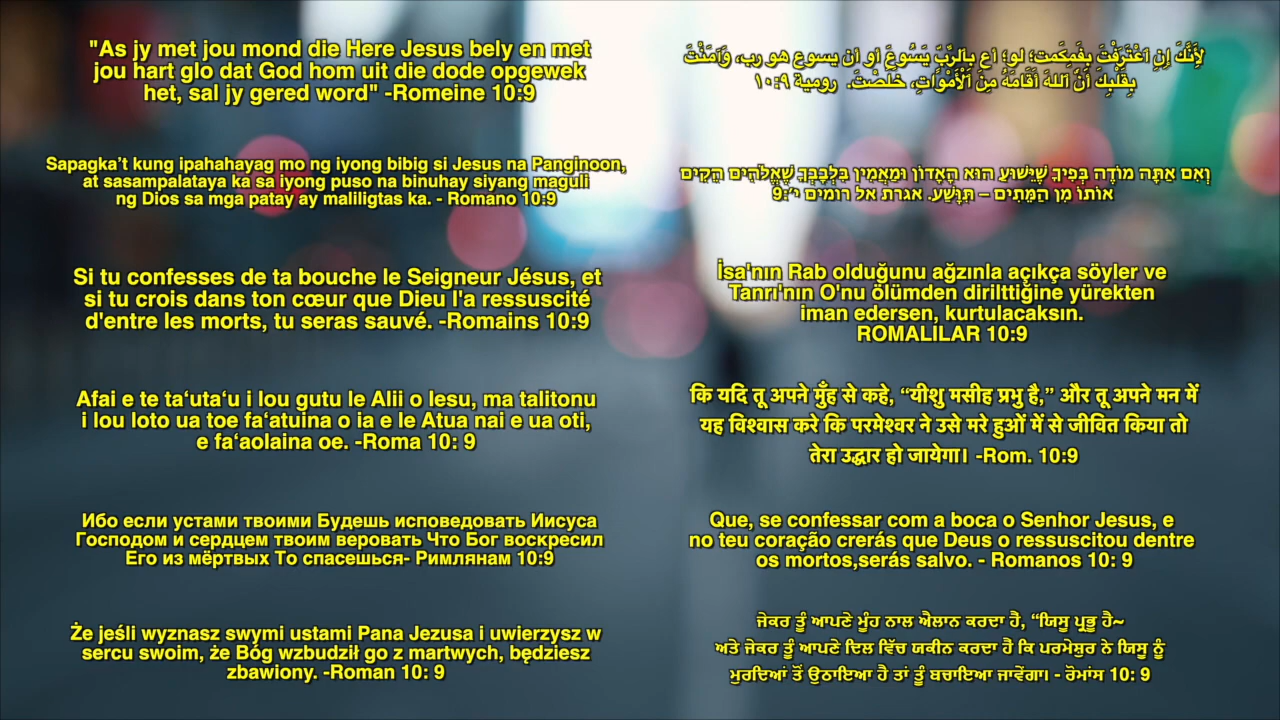 "As jy met jou mond die Here Jesus bely en met
jou hart glo dat God hom uit die dode opgewek
het, sal jy gered word" -Romeine 10:9
Sapagka't kung ipahahayag mo ng iyong bibig si Jesus na Panginoon,
at sasampalataya ka sa iyong puso na binuhay siyang maguli
ng Dios sa mga patay ay maliligtas ka. - Romano 10:9
Si tu confesses de ta bouche le Seigneur Jésus, et
si tu crois dans ton cœur que Dieu l'a ressuscité
d'entre les morts, tu seras sauvé. -Romains 10:9
Afai e te taʻutaʻu i lou gutu le Alii o Iesu, ma talitonu
i lou loto ua toe faʻatuina o ia e le Atua nai e ua oti,
e faʻaolaina oe. -Roma 10: 9
Ибо если устами твоими Будешь исповедовать Иисуса
Господом и сердцем твоим веровать Что Бог воскресил
Его из мёртвых То спасешься- Римлянам 10:9
Że jeśli wyznasz swymi ustami Pana Jezusa i uwierzysz w
sercu swoim, że Bóg wzbudził go z martwych, będziesz
zbawiony. -Roman 10: 9
لِأَنَّكَ إِنِ اعْتَرَفْتَ بِفَمِكَ بِالرَّبِّ يَسُوعَ أو أن يسوع هو رب، وَآمَنْتَ
بِقَلْبِكَ أَنَّ اللهَ أَقَامَهُ مِنَ الْأَمْوَاتِ، خَلَصْتَ. رومية ١٠:٩
וְאִם אַתָּה מוֹדֶה בְּפִיךָ שֶׁיֵּשׁוּעַ הוּא הָאָדוֹן וּמַאֲמִין בִּלְבָבְךָ שֶׁאֱלֹהִים הֵקִים
אוֹתוֹ מִן הַמֵּתִים – תִּוָּשַׁע. אגרת אל רומים י׳:9
İsa'nın Rab olduğunu ağzınla açıkça söyler ve
Tanrı'nın O'nu ölümden dirilttiğine yürekten
iman edersen, kurtulacaksın.
ROMALILAR 10:9
कि यदि तू अपने मुँह से कहे, “यीशु मसीह प्रभु है,” और तू अपने मन में
यह विश्वास करे कि परमेश्वर ने उसे मरे हुओं में से जीवित किया तो
तेरा उद्धार हो जायेगा। -Rom. 10:9
Que, se confessar com a boca o Senhor Jesus, e
no teu coração crerás que Deus o ressuscitou dentre
os mortos,serás salvo. - Romanos 10: 9
ਜੇਕਰ ਤੂੰ ਆਪਣੇ ਮੂੰਹ ਨਾਲ ਐਲਾਨ ਕਰਦਾ ਹੈਂ, “ਯਿਸੂ ਪ੍ਰਭੂ ਹੈ~
ਅਤੇ ਜੇਕਰ ਤੂੰ ਆਪਣੇ ਦਿਲ ਵਿੱਚ ਯਕੀਨ ਕਰਦਾ ਹੈਂ ਕਿ ਪਰਮੇਸ਼ੁਰ ਨੇ ਯਿਸੂ ਨੂੰ
ਮੁਰਦਿਆਂ ਤੋਂ ਉਠਾਇਆ ਹੈ ਤਾਂ ਤੂੰ ਬਚਾਇਆ ਜਾਵੇਂਗਾ। - ਰੋਮਾਂਸ 10: 9